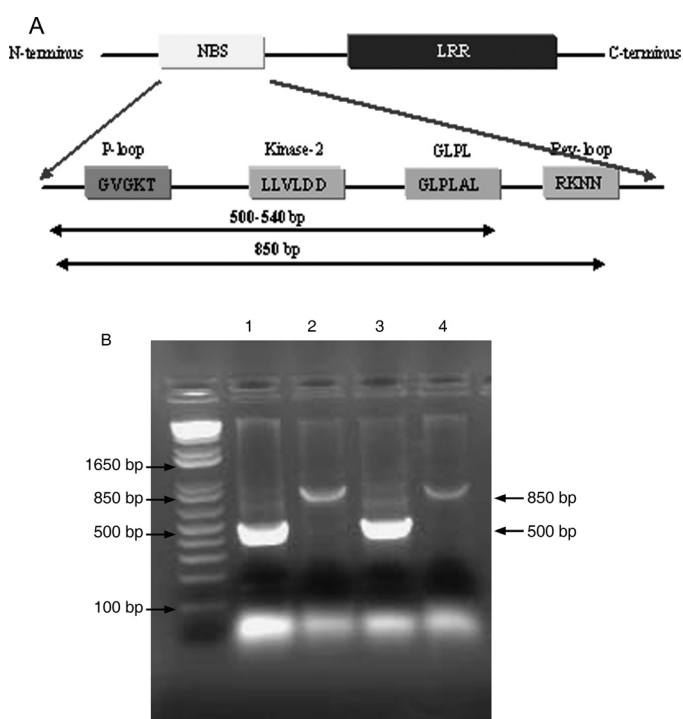 A
N-terminus NBS LRR C-terminus
P-loop Kinase-2 GLPL Rev-loop
GVGKT LLVLDD GLPLAL RKNN
500-540 bp
850 bp
B 1 2 3 4
1650 bp
850 bp 850 bp
500 bp 500 bp
100 bp